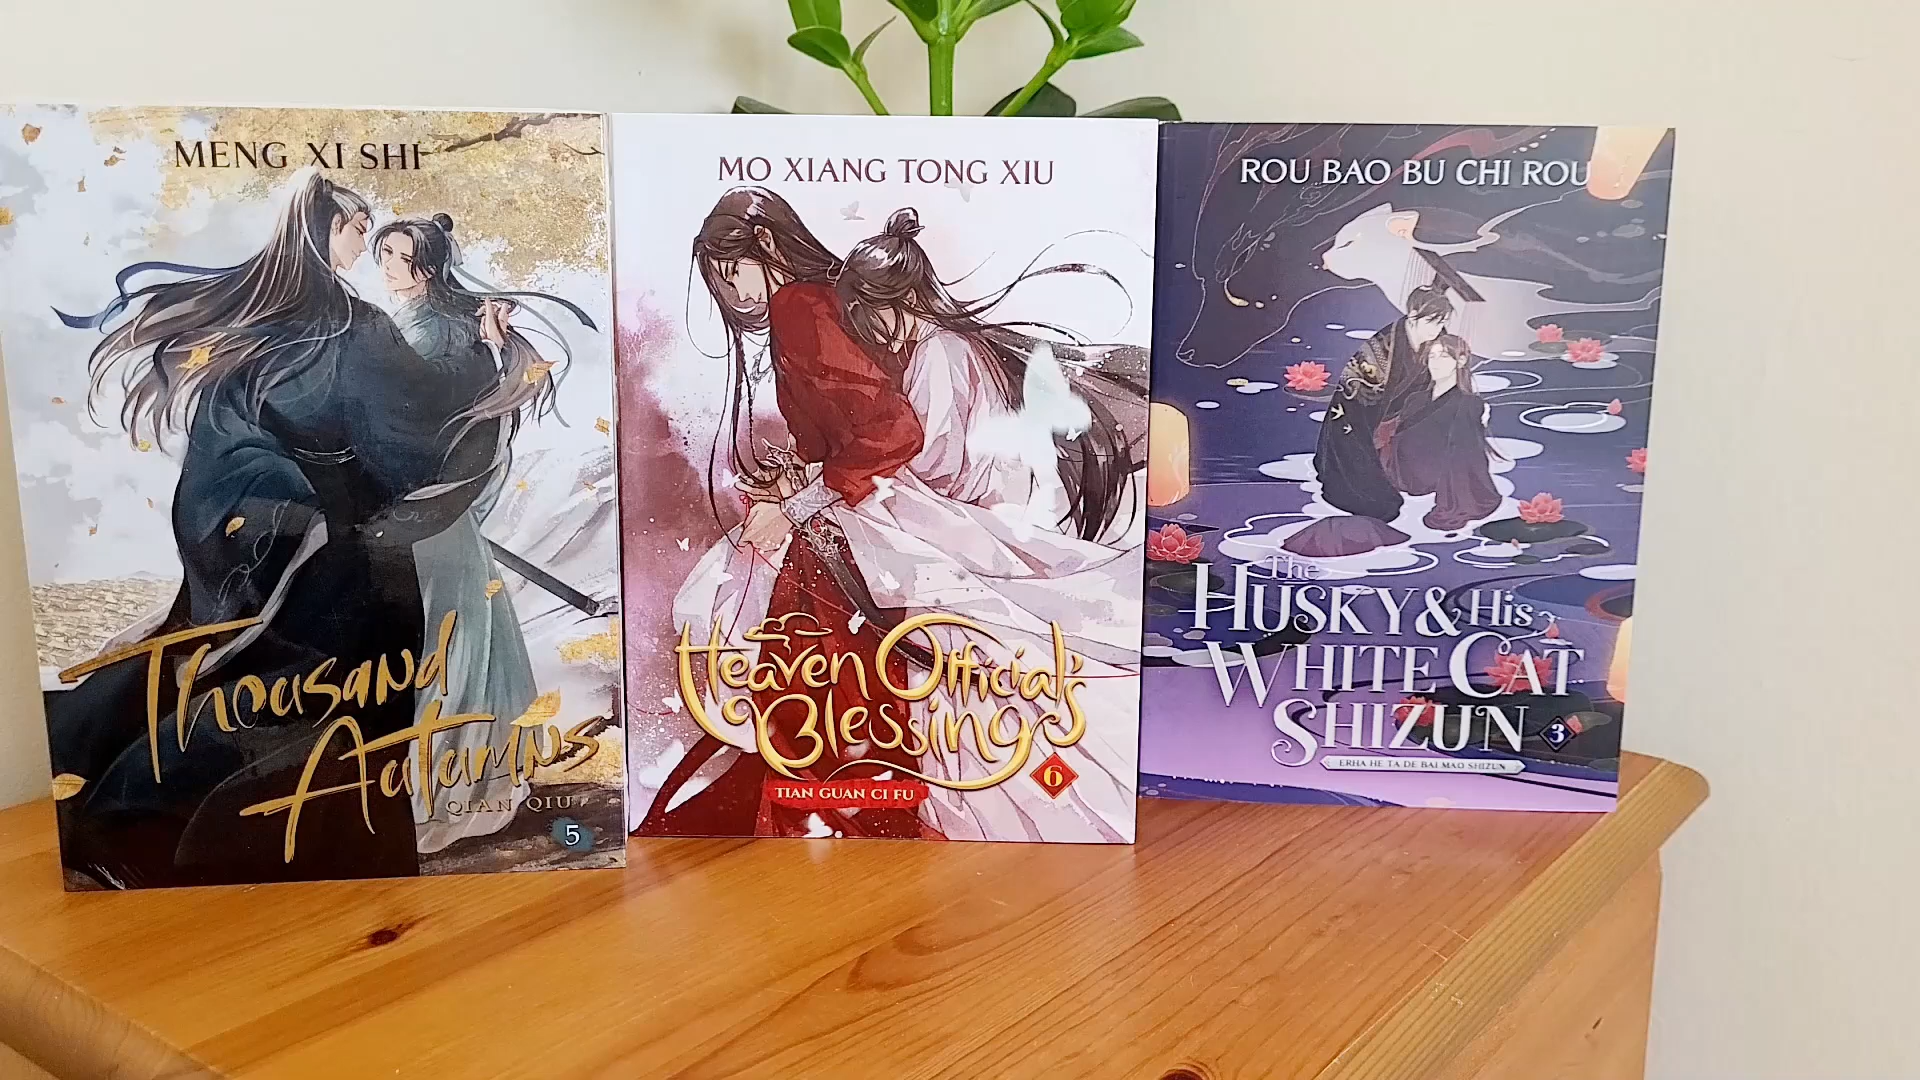 MENG XI SHI
Thousand
Autumns
QIAN QIU
5
MO XIANG TONG XIU
Heaven Official's
Blessing
TIAN GUAN CI FU
6
ROU BAO BU CHI ROU
The
HUSKY & His
WHITE CAT
SHIZUN
3
ERHA HE TA DE BAI MAO SHIZUN